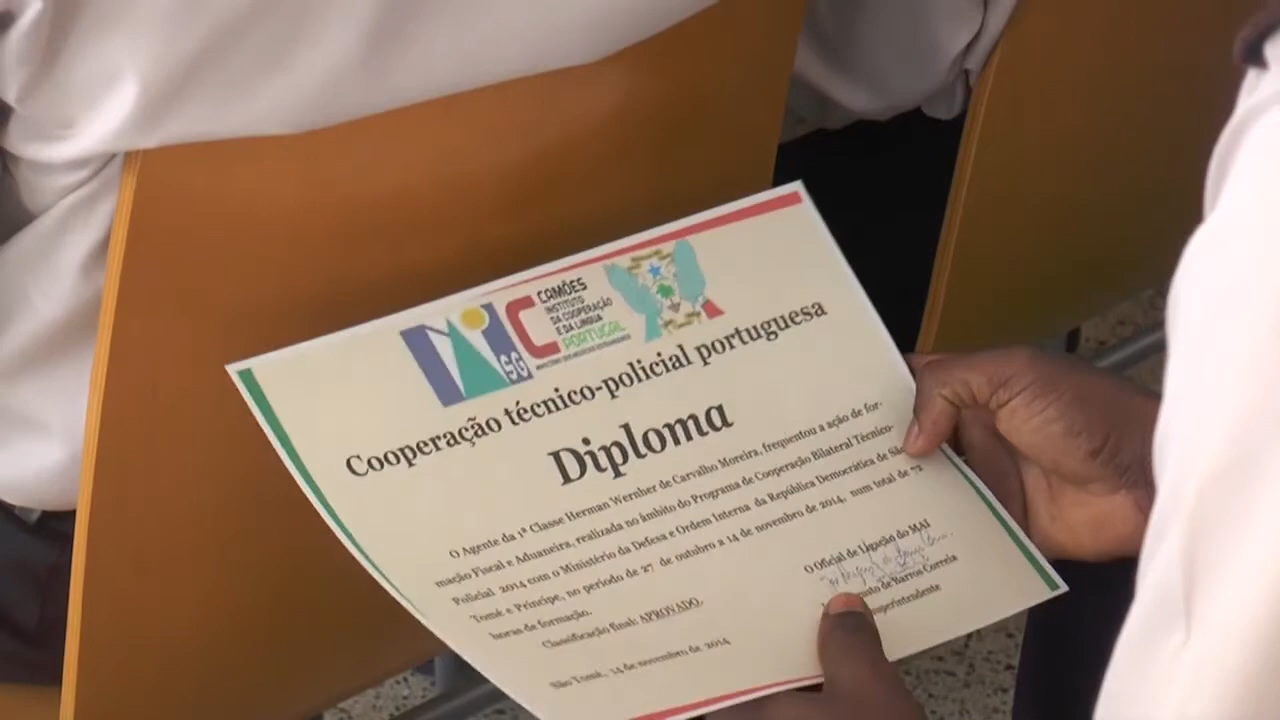 SG
CAMÕES
INSTITUTO
DA COOPERAÇÃO
E DA LÍNGUA
PORTUGAL
MINISTÉRIO DOS NEGÓCIOS ESTRANGEIROS
Cooperação técnico-policial portuguesa
Diploma
O Agente da 1ª Classe Herman Wernher de Carvalho Moreira, frequentou a ação de for-
mação Fiscal e Aduaneira, realizada no âmbito do Programa de Cooperação Bilateral Técnico-
Policial 2014 com o Ministério da Defesa e Ordem Interna da República Democrática de São
Tomé e Príncipe, no período de 27 de outubro a 14 de novembro de 2014, num total de 72
horas de formação.
Classificação final: APROVADO.
O Oficial de Ligação do MAI
de Barros Correia
São Tomé, 14 de novembro de 2014